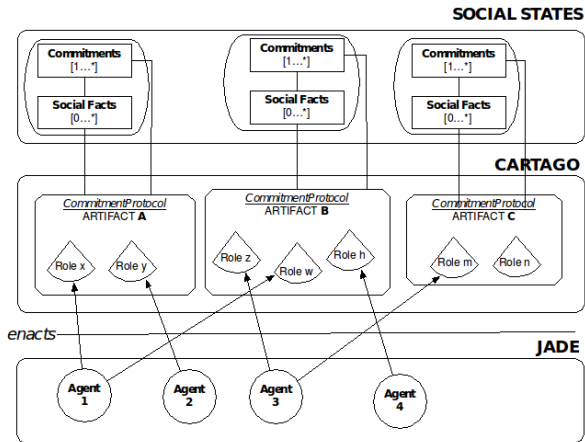 SOCIAL STATES
Commitments
[1...*]
Social Facts
[0...*]
Commitments
[1...*]
Social Facts
[0...*]
Commitments
[1...*]
Social Facts
[0...*]
CARTAGO
CommitmentProtocol
ARTIFACT A
Role x
Role y
CommitmentProtocol
ARTIFACT B
Role z
Role w
Role h
CommitmentProtocol
ARTIFACT C
Role m
Role n
enacts
JADE
Agent
1
Agent
2
Agent
3
Agent
4